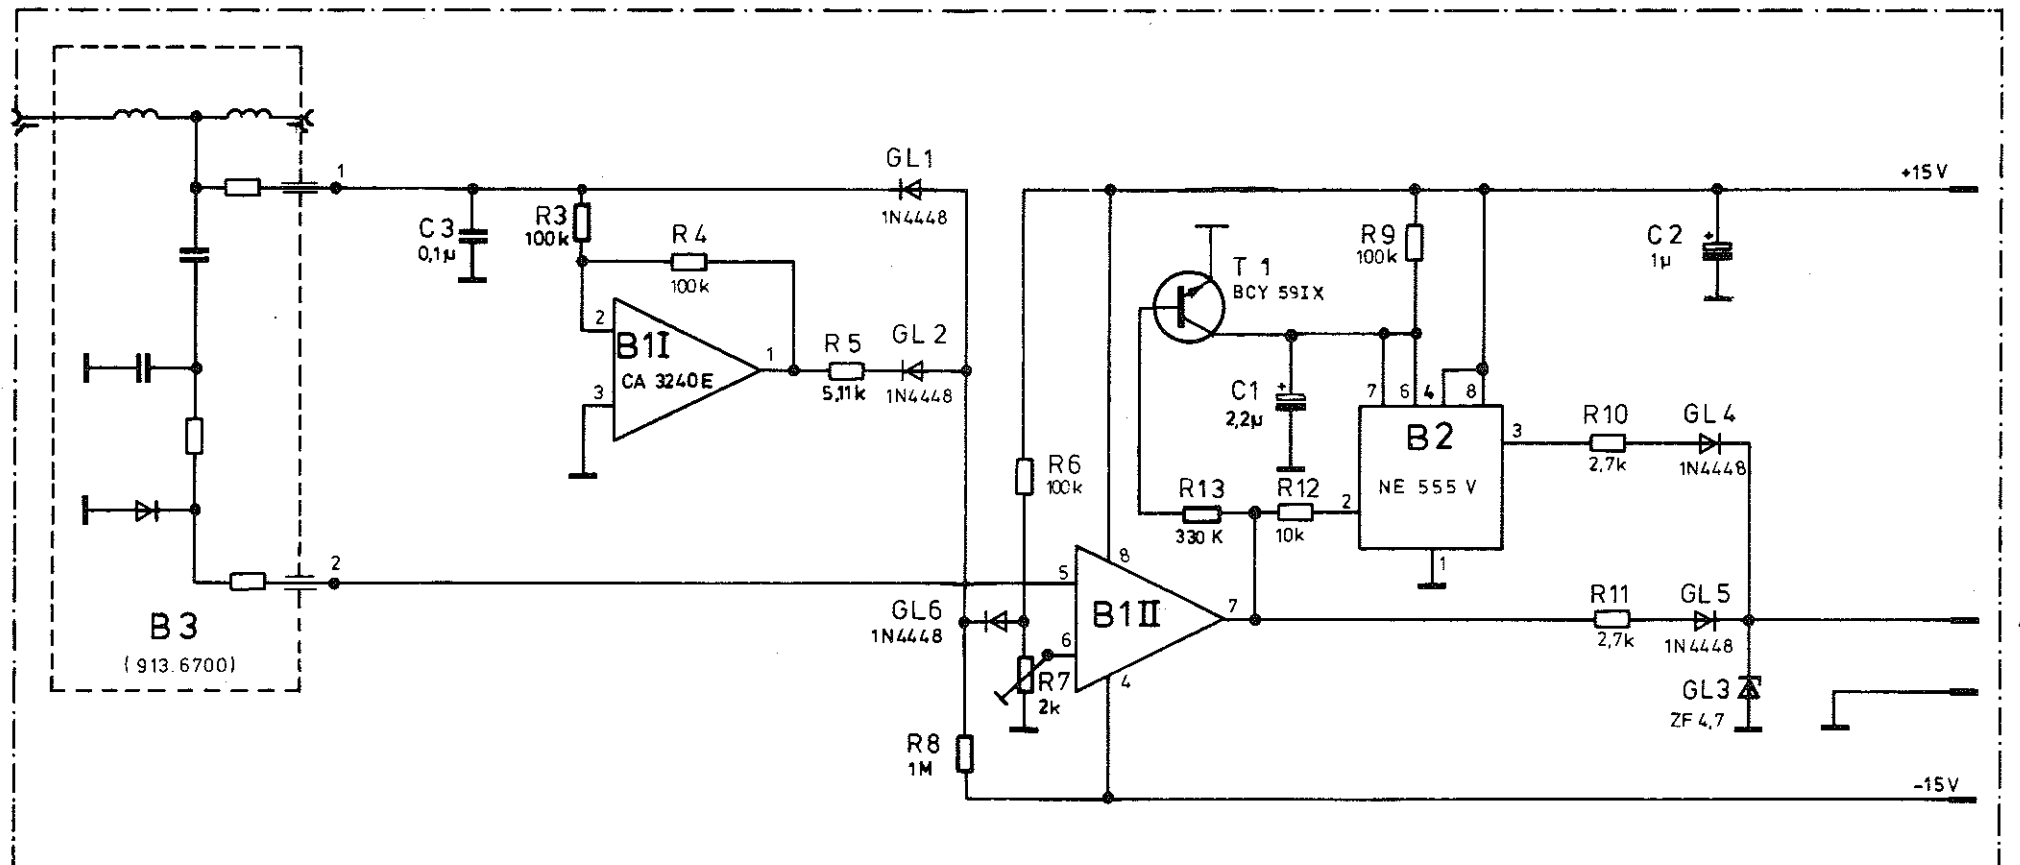 1
GL1
1N4448
+15V
C3
0,1µ
R3
100k
R4
100k
2
3
B1I
CA 3240E
1
R5
5,11k
GL2
1N4448
T1
BCY 59IX
R9
100k
C2
+
1µ
C1
+
2,2µ
7
6
4
8
B2
NE 555 V
3
2
1
R10
2,7k
GL4
1N4448
R6
100k
R13
330 K
R12
10k
2
5
8
B1II
7
6
4
R11
2,7k
GL5
1N4448
GL6
1N4448
R7
2k
GL3
ZF 4,7
B3
(913.6700)
R8
1M
-15V